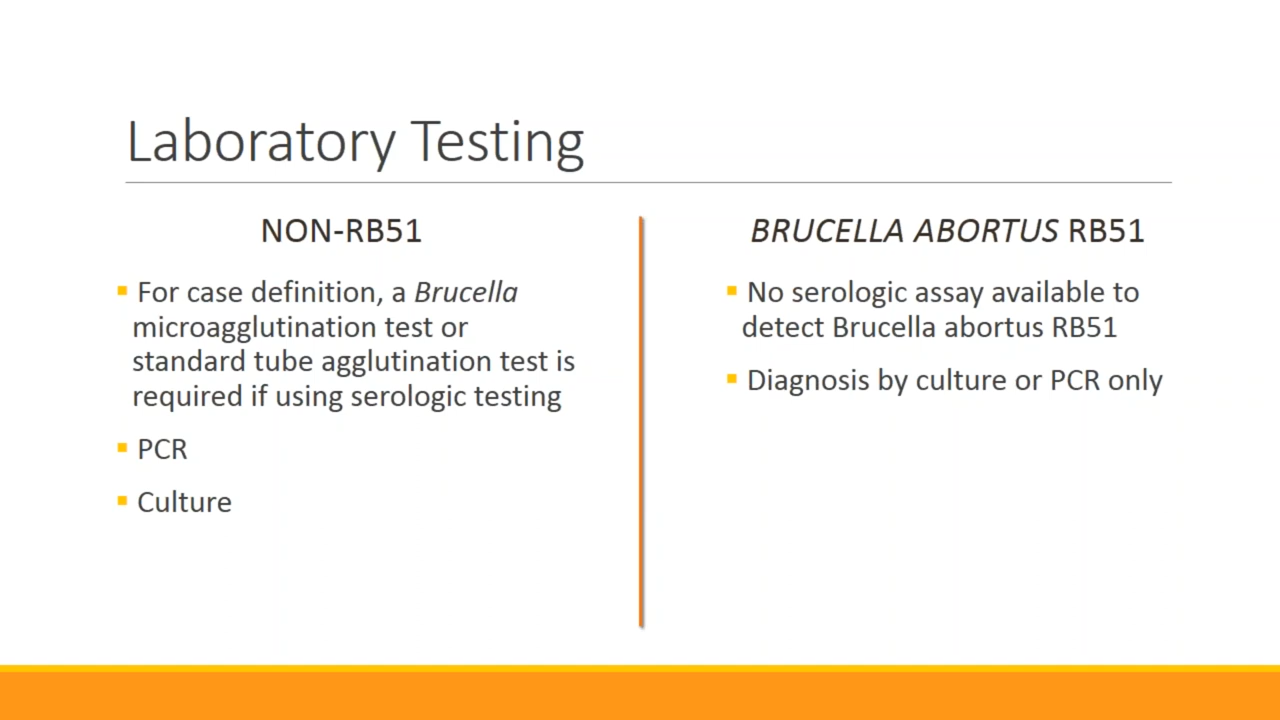 Laboratory Testing
NON-RB51
For case definition, a Brucella
microagglutination test or
standard tube agglutination test is
required if using serologic testing
PCR
Culture
BRUCELLA ABORTUS RB51
No serologic assay available to
detect Brucella abortus RB51
Diagnosis by culture or PCR only